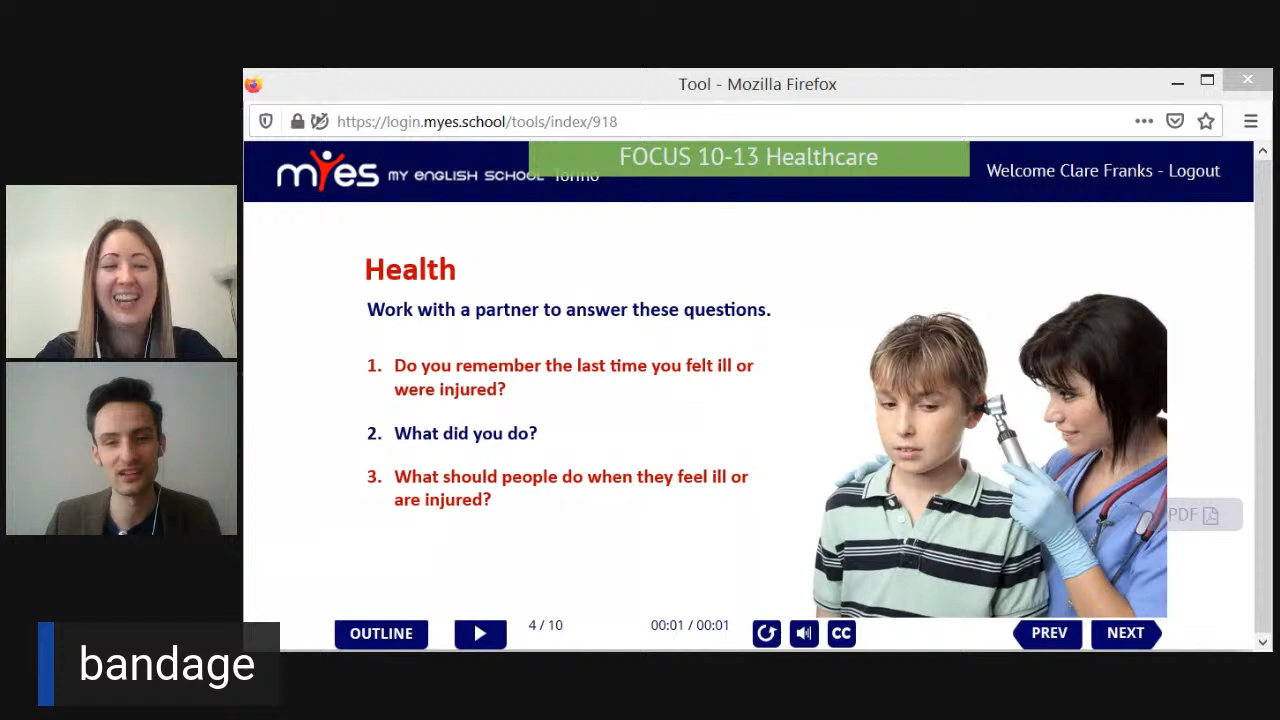 Tool - Mozilla Firefox
https://login.myes.school/tools/index/918
myes MY ENGLISH SCHOOL Torino
FOCUS 10-13 Healthcare
Welcome Clare Franks - Logout
Health
Work with a partner to answer these questions.
1. Do you remember the last time you felt ill or
were injured?
2. What did you do?
3. What should people do when they feel ill or
are injured?
PDF
OUTLINE
4 / 10
00:01 / 00:01
CC
PREV
NEXT
bandage